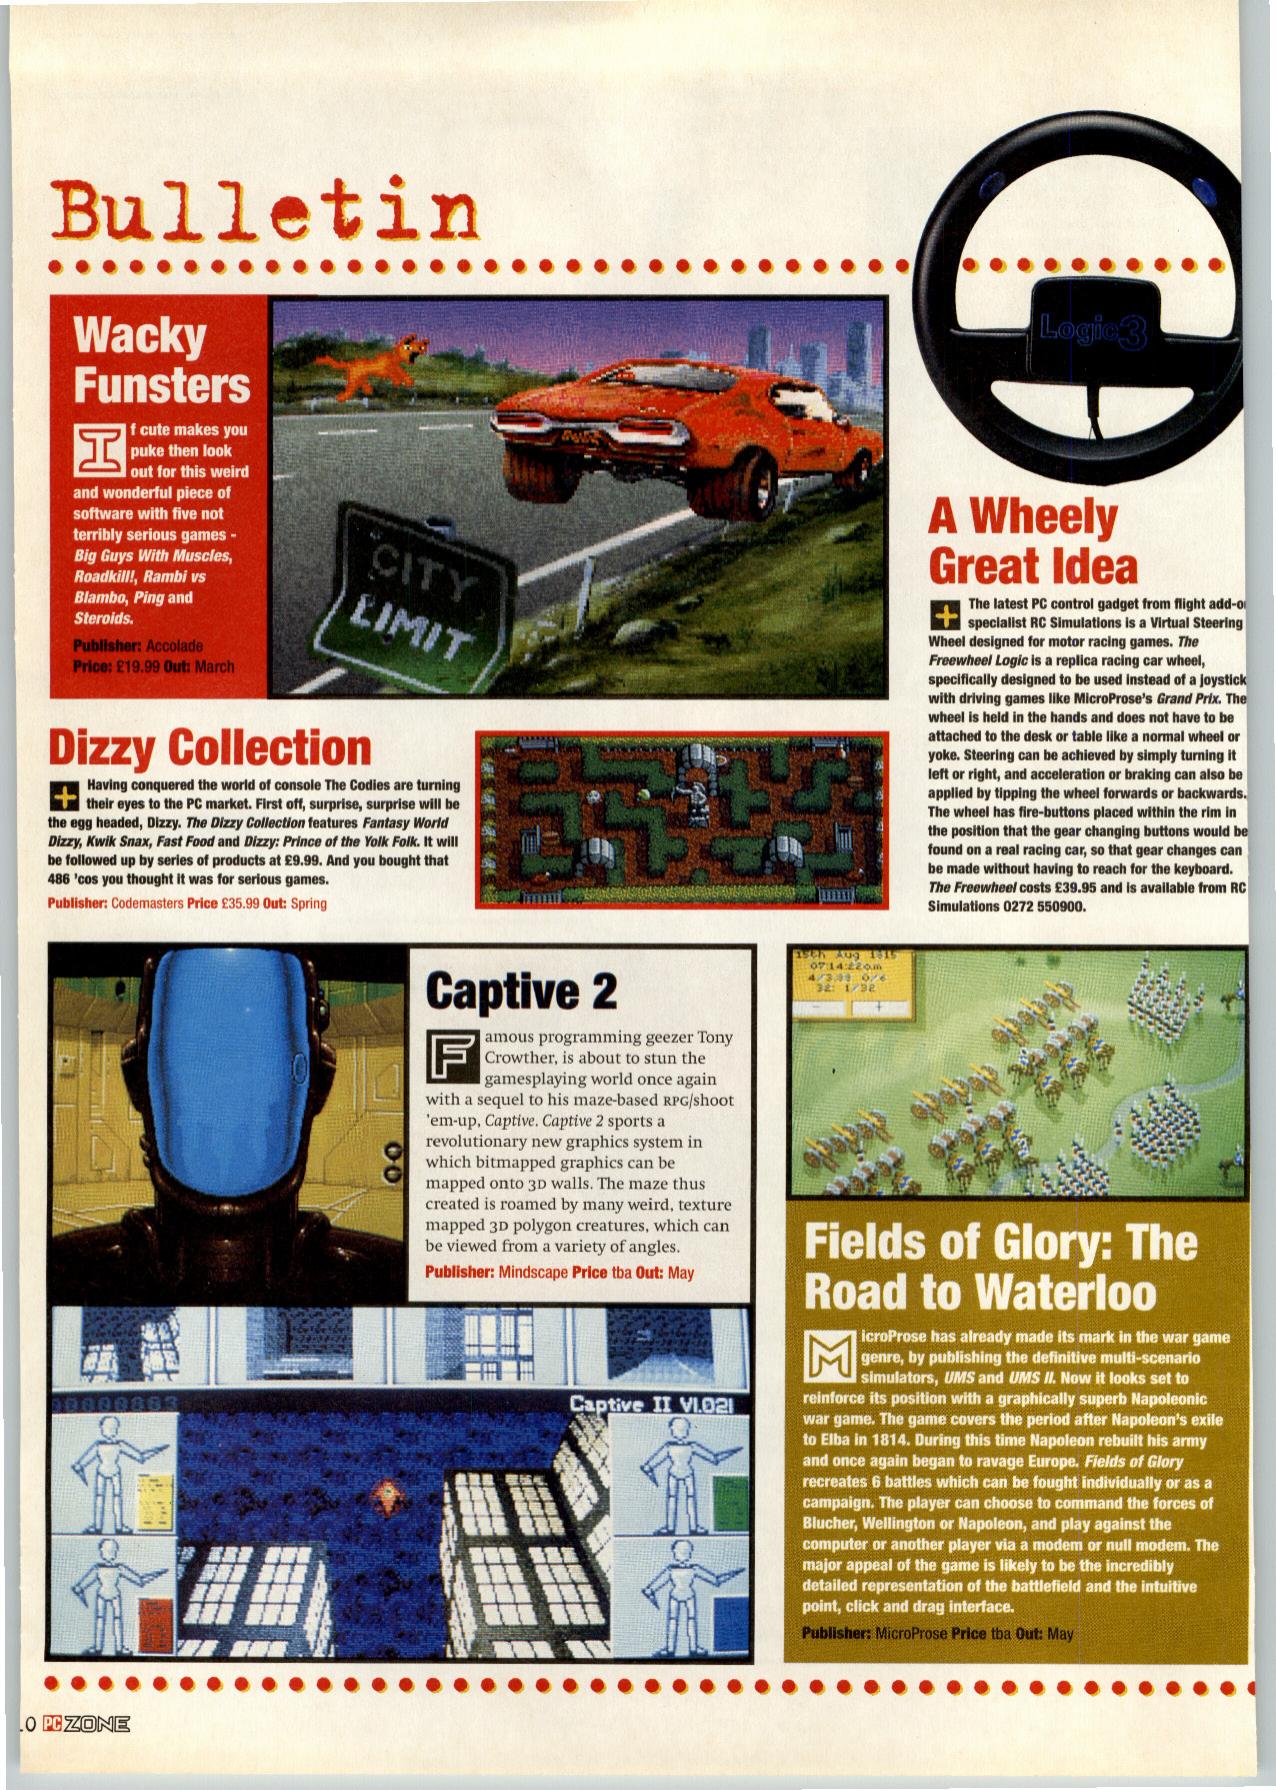 Bulletin
Logic3
Wacky
Funsters
If cute makes you
puke then look
out for this weird
and wonderful piece of
software with five not
terribly serious games -
Big Guys With Muscles,
Roadkill!, Rambi vs
Blambo, Ping and
Steroids.
Publisher: Accolade
Price: £19.99 Out: March
CITY
LIMIT
A Wheely
Great Idea
The latest PC control gadget from flight add-o
specialist RC Simulations is a Virtual Steering
Wheel designed for motor racing games. The
Freewheel Logic is a replica racing car wheel,
specifically designed to be used instead of a joystick
with driving games like MicroProse's Grand Prix. The
wheel is held in the hands and does not have to be
attached to the desk or table like a normal wheel or
yoke. Steering can be achieved by simply turning it
left or right, and acceleration or braking can also be
applied by tipping the wheel forwards or backwards.
The wheel has fire-buttons placed within the rim in
the position that the gear changing buttons would be
found on a real racing car, so that gear changes can
be made without having to reach for the keyboard.
The Freewheel costs £39.95 and is available from RC
Simulations 0272 550900.
Dizzy Collection
Having conquered the world of console The Codies are turning
their eyes to the PC market. First off, surprise, surprise will be
the egg headed, Dizzy. The Dizzy Collection features Fantasy World
Dizzy, Kwik Snax, Fast Food and Dizzy: Prince of the Yolk Folk. It will
be followed up by series of products at £9.99. And you bought that
486 'cos you thought it was for serious games.
Publisher: Codemasters Price £35.99 Out: Spring
Captive 2
Famous programming geezer Tony
Crowther, is about to stun the
gamesplaying world once again
with a sequel to his maze-based RPG/shoot
'em-up, Captive. Captive 2 sports a
revolutionary new graphics system in
which bitmapped graphics can be
mapped onto 3D walls. The maze thus
created is roamed by many weird, texture
mapped 3D polygon creatures, which can
be viewed from a variety of angles.
Publisher: Mindscape Price tba Out: May
Captive II V1.021
15th Aug 1815
07:14:22am
32: 1/32
Fields of Glory: The
Road to Waterloo
MicroProse has already made its mark in the war game
genre, by publishing the definitive multi-scenario
simulators, UMS and UMS II. Now it looks set to
reinforce its position with a graphically superb Napoleonic
war game. The game covers the period after Napoleon's exile
to Elba in 1814. During this time Napoleon rebuilt his army
and once again began to ravage Europe. Fields of Glory
recreates 6 battles which can be fought individually or as a
campaign. The player can choose to command the forces of
Blucher, Wellington or Napoleon, and play against the
computer or another player via a modem or null modem. The
major appeal of the game is likely to be the incredibly
detailed representation of the battlefield and the intuitive
point, click and drag interface.
Publisher: MicroProse Price tba Out: May
.0 PC ZONE